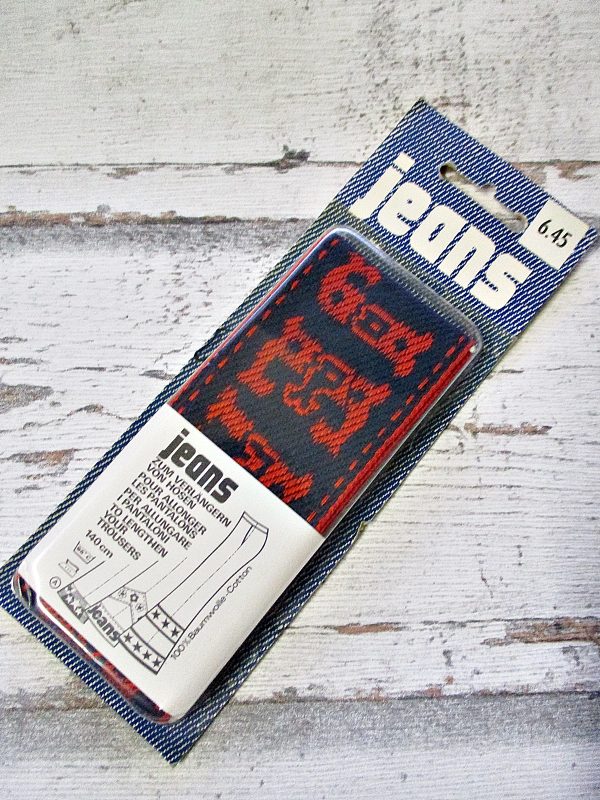 jeans
6.45
jeans
ZUM VERLÄNGERN
VON HOSEN
POUR ALLONGER
LES PANTALONS
PER ALLUNGARE
I PANTALONI
TO LENGTHEN
YOUR
TROUSERS
140 cm
jeans
100% Baumwolle-Cotton